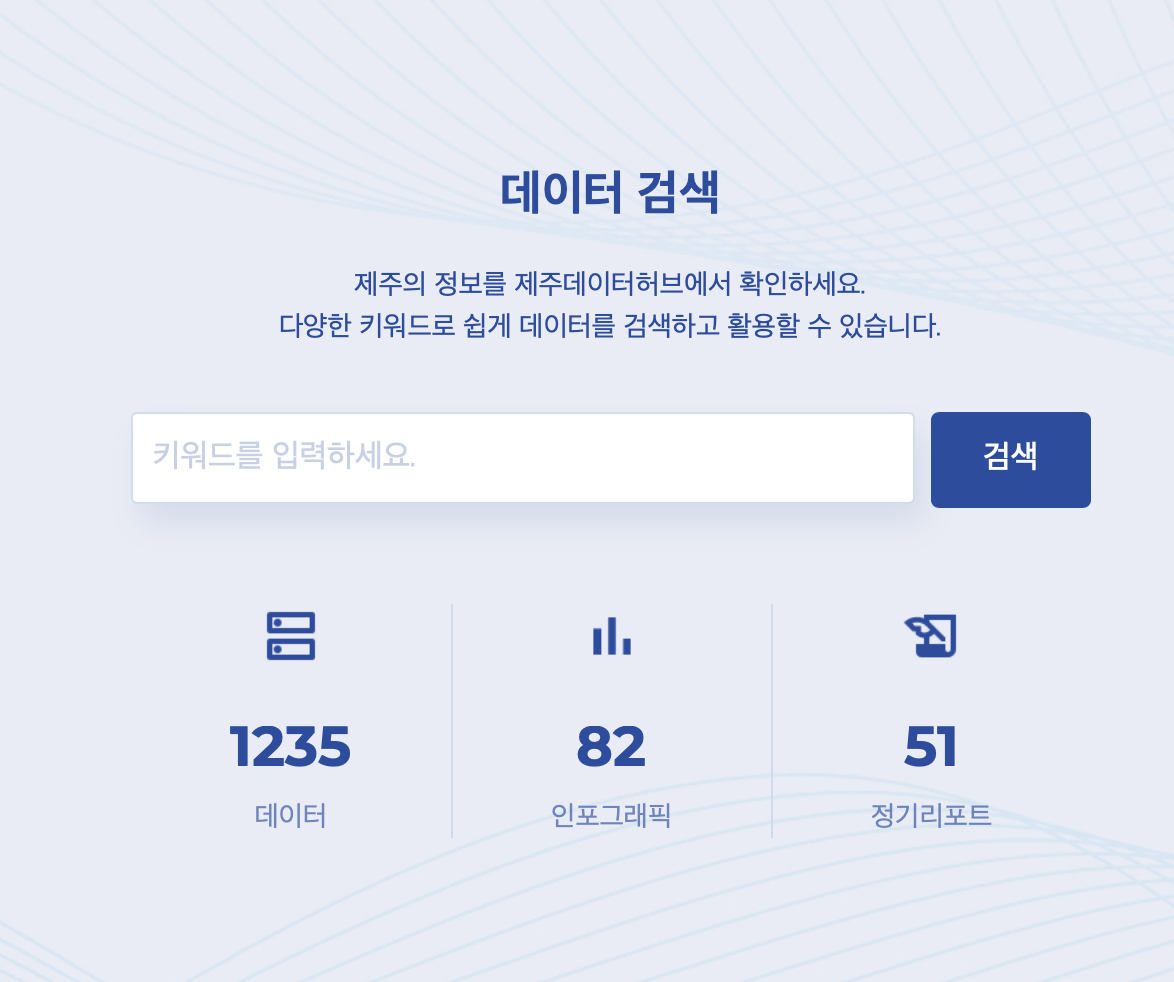 데이터 검색
제주의 정보를 제주데이터허브에서 확인하세요.
다양한 키워드로 쉽게 데이터를 검색하고 활용할 수 있습니다.
키워드를 입력하세요.
검색
1235
데이터
82
인포그래픽
51
정기리포트